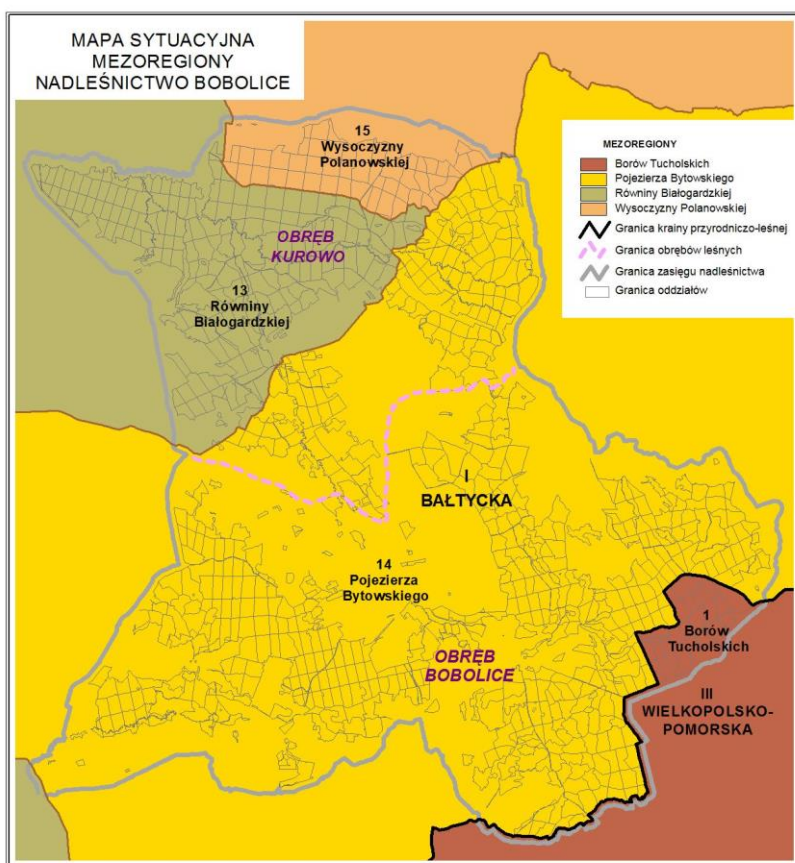 MAPA SYTUACYJNA
MEZOREGIONY
NADLEŚNICTWO BOBOLICE
15
Wysoczyzny
Polanowskiej
MEZOREGIONY
Borów Tucholskich
Pojezierza Bytowskiego
Równiny Białogardzkiej
Wysoczyzny Polanowskiej
Granica krainy przyrodniczo-leśnej
Granica obrębów leśnych
Granica zasięgu nadleśnictwa
Granica oddziałów
OBRĘB
KUROWO
13
Równiny
Białogardzkiej
I
BAŁTYCKA
14
Pojezierza
Bytowskiego
1
Borów
Tucholskich
OBRĘB
BOBOLICE
III
WIELKOPOLSKO-
POMORSKA